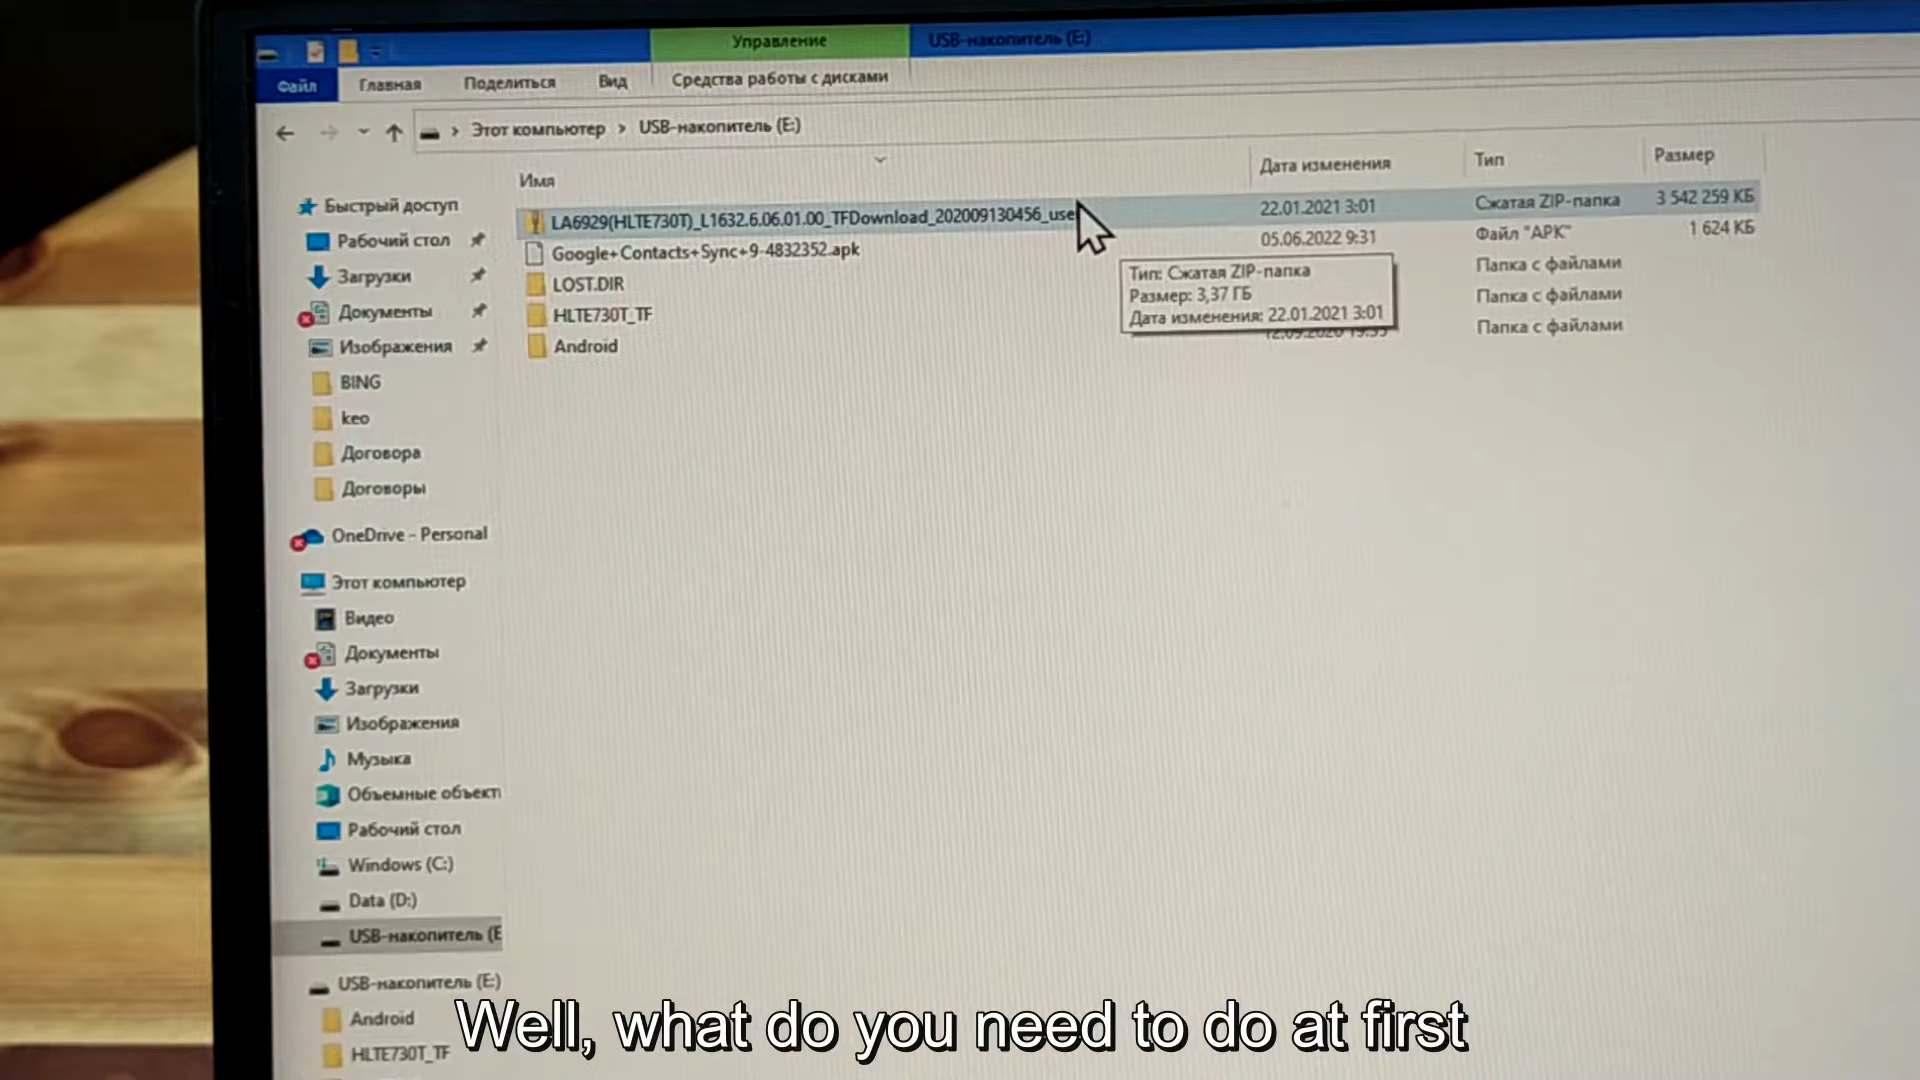 Управление
USB-накопитель (E:)
Файл
Главная
Поделиться
Вид
Средства работы с дисками
Этот компьютер > USB-накопитель (E:)
Имя
Дата изменения
Тип
Размер
LA6929(HLTE730T)_L1632.6.06.01.00_TFDownload_202009130456_use
22.01.2021 3:01
Сжатая ZIP-папка
3 542 259 КБ
Google+Contacts+Sync+9-4832352.apk
05.06.2022 9:31
Файл "APK"
1 624 КБ
LOST.DIR
Папка с файлами
HLTE730T_TF
Папка с файлами
Android
12.09.2020 19:55
Папка с файлами
Тип: Сжатая ZIP-папка
Размер: 3,37 ГБ
Дата изменения: 22.01.2021 3:01
Быстрый доступ
Рабочий стол
Загрузки
Документы
Изображения
BING
keo
Договора
Договоры
OneDrive - Personal
Этот компьютер
Видео
Документы
Загрузки
Изображения
Музыка
Объемные объект
Рабочий стол
Windows (C:)
Data (D:)
USB-накопитель (E
USB-накопитель (E:)
Android
HLTE730T_TF
Well, what do you need to do at first